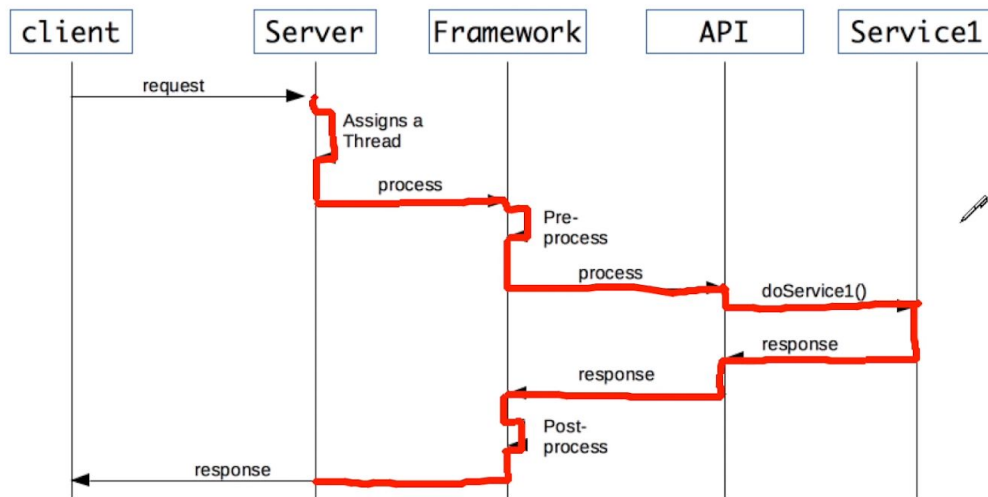 client
Server
Framework
API
Service1
request
Assigns a
Thread
process
Pre-
process
process
doService1()
response
response
Post-
process
response